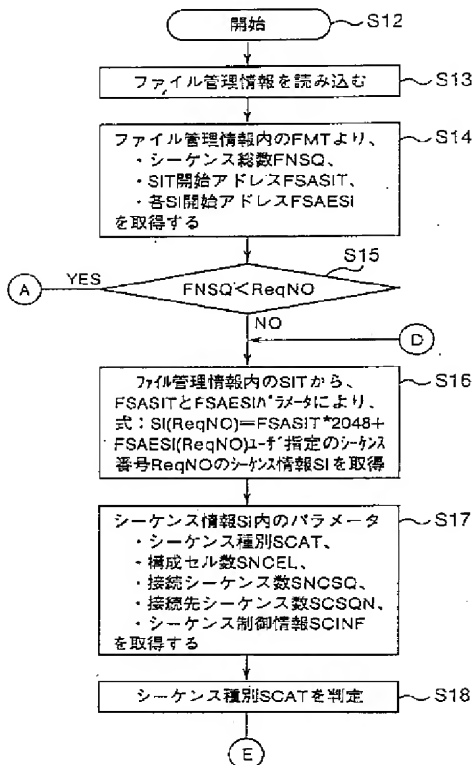 開始
S12
ファイル管理情報を読み込む
S13
S14
ファイル管理情報内のFMTより、
・シーケンス総数FNSQ、
・SIT開始アドレスFSASIT、
・各SI開始アドレスFSAESI
を取得する
S15
A
YES
FNSQ<ReqNO
NO
D
S16
ファイル管理情報内のSITから、
FSASITとFSAESIパラメータにより、
式：SI(ReqNO)=FSASIT*2048+
FSAESI(ReqNO)ユーザ指定のシーケンス
番号ReqNOのシーケンス情報SIを取得
S17
シーケンス情報SI内のパラメータ
・シーケンス種別SCAT、
・構成セル数SNCEL、
・接続シーケンス数SNCSQ、
・接続先シーケンス数SCSQN、
・シーケンス制御情報SCINF
を取得する
S18
シーケンス種別SCATを判定
E